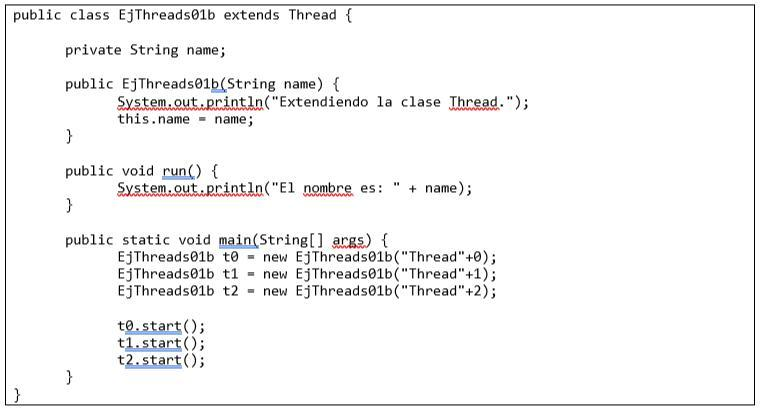 public class EjThreads01b extends Thread {
private String name;
public EjThreads01b(String name) {
System.out.println("Extendiendo la clase Thread.");
this.name = name;
}
public void run() {
System.out.println("El nombre es: " + name);
}
public static void main(String[] args) {
EjThreads01b t0 = new EjThreads01b("Thread"+0);
EjThreads01b t1 = new EjThreads01b("Thread"+1);
EjThreads01b t2 = new EjThreads01b("Thread"+2);
t0.start();
t1.start();
t2.start();
}
}